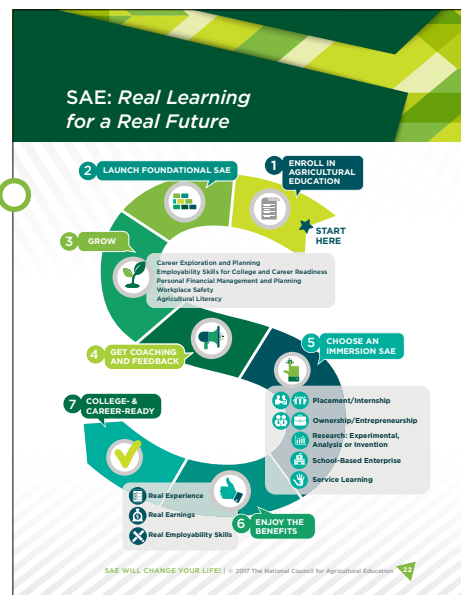 SAE: Real Learning
for a Real Future
1 ENROLL IN
AGRICULTURAL
EDUCATION
START
HERE
2 LAUNCH FOUNDATIONAL SAE
3 GROW
Career Exploration and Planning
Employability Skills for College and Career Readiness
Personal Financial Management and Planning
Workplace Safety
Agricultural Literacy
4 GET COACHING
AND FEEDBACK
5 CHOOSE AN
IMMERSION SAE
Placement/Internship
Ownership/Entrepreneurship
Research: Experimental,
Analysis or Invention
School-Based Enterprise
Service Learning
6 ENJOY THE
BENEFITS
Real Experience
Real Earnings
Real Employability Skills
7 COLLEGE- &
CAREER-READY
SAE WILL CHANGE YOUR LIFE! | © 2017 The National Council for Agricultural Education 22